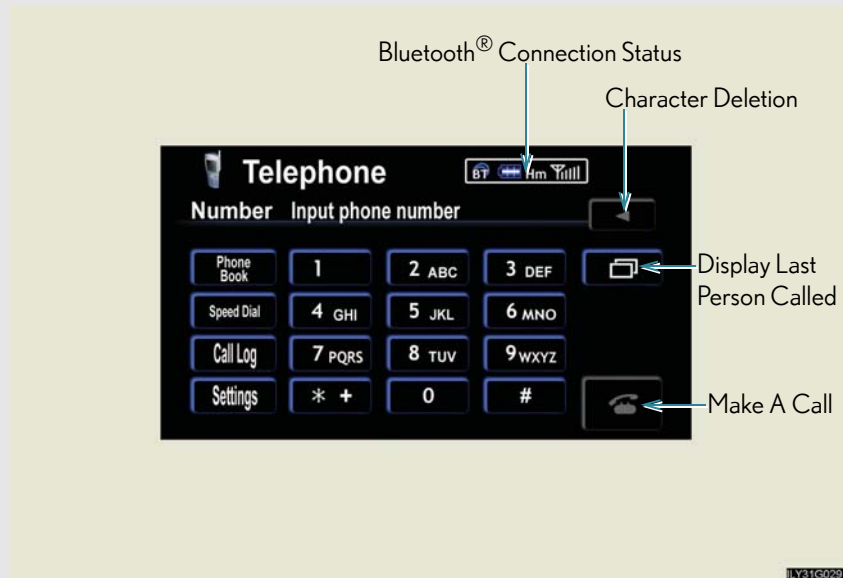 Bluetooth® Connection Status
Character Deletion
Telephone
BT Hm
Number Input phone number
Phone Book 1 2 ABC 3 DEF
Display Last
Person Called
Speed Dial 4 GHI 5 JKL 6 MNO
Call Log 7 PQRS 8 TUV 9 WXYZ
Settings * + 0 #
Make A Call
ILY31G029